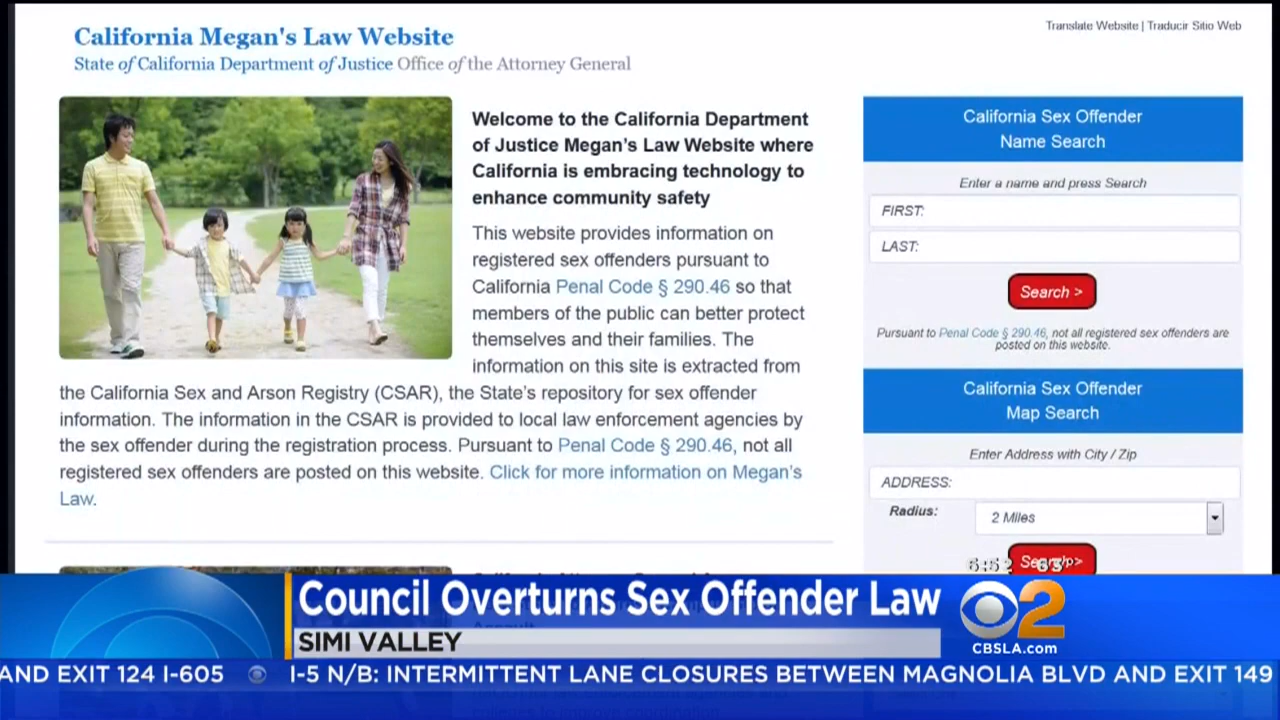 California Megan's Law Website
Translate Website | Traducir Sitio Web
State of California Department of Justice Office of the Attorney General
Welcome to the California Department
of Justice Megan's Law Website where
California is embracing technology to
enhance community safety
This website provides information on
registered sex offenders pursuant to
California Penal Code § 290.46 so that
members of the public can better protect
themselves and their families. The
information on this site is extracted from
the California Sex and Arson Registry (CSAR), the State's repository for sex offender
information. The information in the CSAR is provided to local law enforcement agencies by
the sex offender during the registration process. Pursuant to Penal Code § 290.46, not all
registered sex offenders are posted on this website. Click for more information on Megan's
Law.
California Sex Offender
Name Search
Enter a name and press Search
FIRST:
LAST:
Search >
Pursuant to Penal Code § 290.46, not all registered sex offenders are
posted on this website.
California Sex Offender
Map Search
Enter Address with City / Zip
ADDRESS:
Radius:
2 Miles
Search >
6:52 63°
Council Overturns Sex Offender Law
SIMI VALLEY
2
CBSLA.com
AND EXIT 124 I-605 I-5 N/B: INTERMITTENT LANE CLOSURES BETWEEN MAGNOLIA BLVD AND EXIT 149